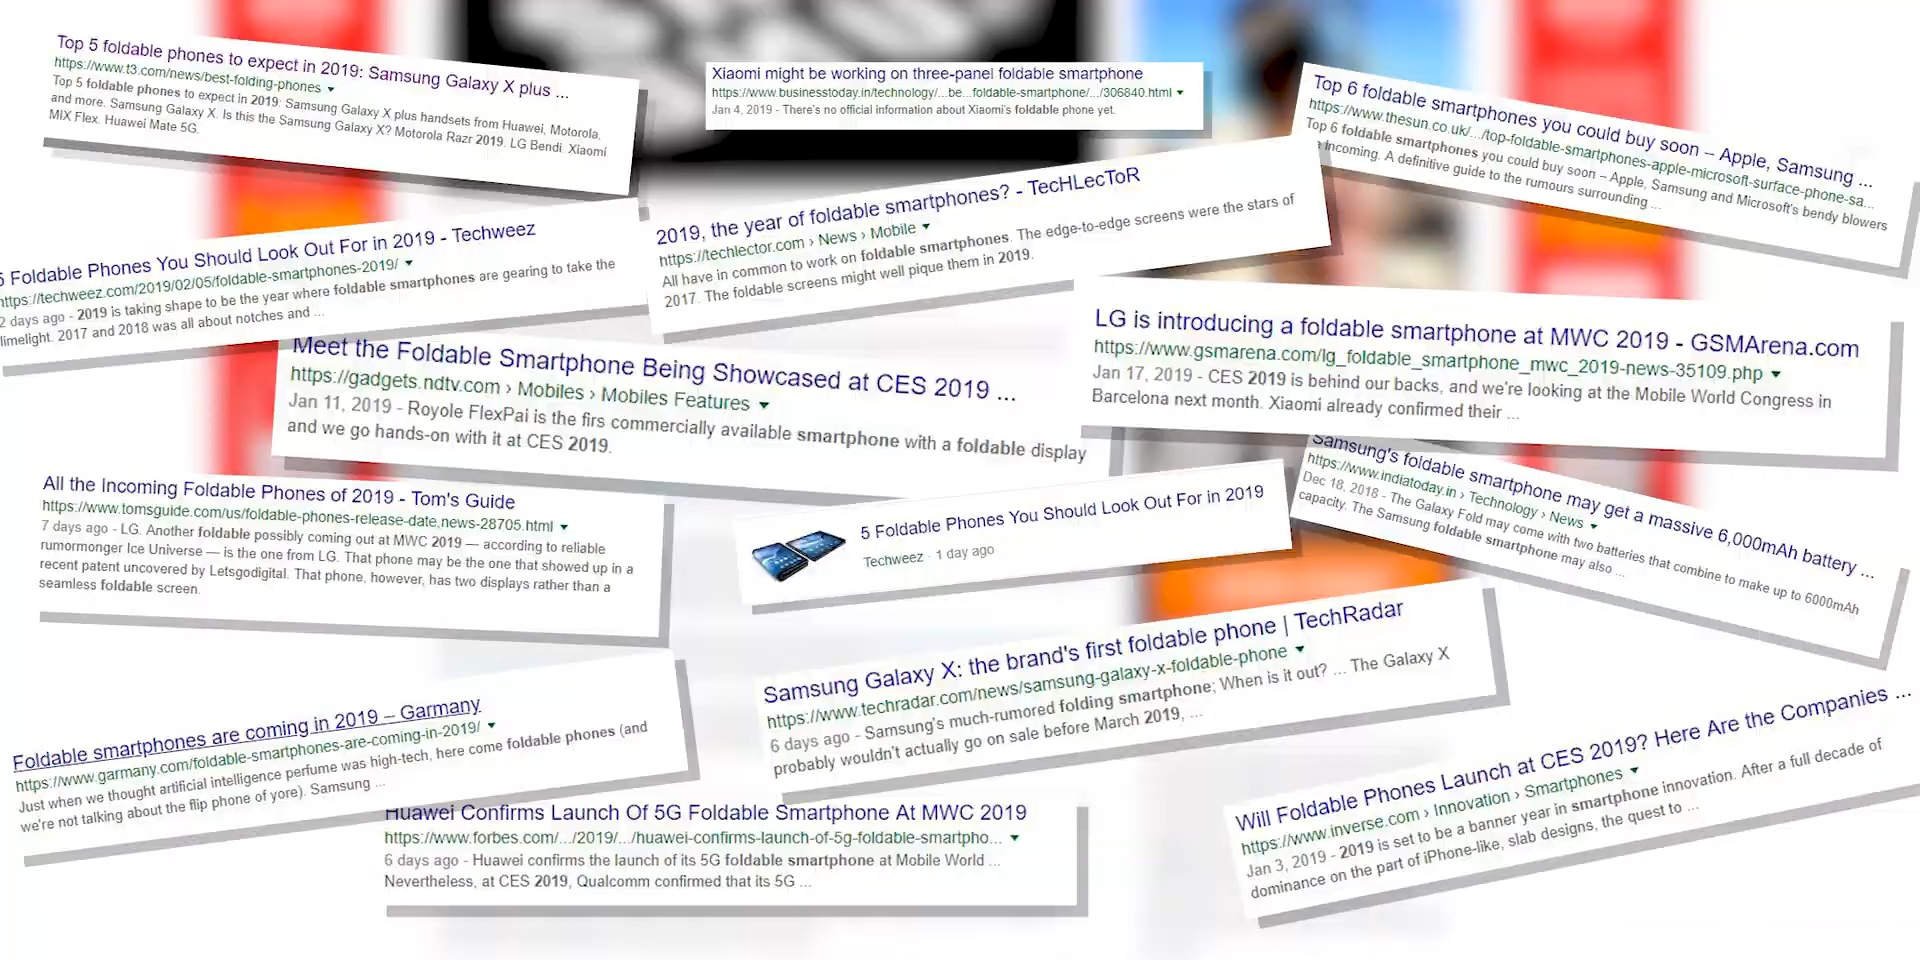 Top 5 foldable phones to expect in 2019: Samsung Galaxy X plus ...
https://www.t3.com/news/best-folding-phones
Top 5 foldable phones to expect in 2019: Samsung Galaxy X plus handsets from Huawei, Motorola,
and more. Samsung Galaxy X. Is this the Samsung Galaxy X? Motorola Razr 2019. LG Bendi. Xiaomi
MIX Flex. Huawei Mate 5G.
Xiaomi might be working on three-panel foldable smartphone
https://www.businesstoday.in/technology/...be...foldable-smartphone/.../306840.html
Jan 4, 2019 - There's no official information about Xiaomi's foldable phone yet.
Top 6 foldable smartphones you could buy soon – Apple, Samsung ...
https://www.thesun.co.uk/.../top-foldable-smartphones-apple-microsoft-surface-phone-sa...
Top 6 foldable smartphones you could buy soon – Apple, Samsung and Microsoft's bendy blowers
incoming. A definitive guide to the rumours surrounding ...
5 Foldable Phones You Should Look Out For in 2019 - Techweez
https://techweez.com/2019/02/05/foldable-smartphones-2019/
2 days ago - 2019 is taking shape to be the year where foldable smartphones are gearing to take the
limelight. 2017 and 2018 was all about notches and ...
2019, the year of foldable smartphones? - TecHLecToR
https://techlector.com › News › Mobile
All have in common to work on foldable smartphones. The edge-to-edge screens were the stars of
2017. The foldable screens might well pique them in 2019.
Meet the Foldable Smartphone Being Showcased at CES 2019 ...
https://gadgets.ndtv.com › Mobiles › Mobiles Features
Jan 11, 2019 - Royole FlexPai is the firs commercially available smartphone with a foldable display
and we go hands-on with it at CES 2019.
LG is introducing a foldable smartphone at MWC 2019 - GSMArena.com
https://www.gsmarena.com/lg_foldable_smartphone_mwc_2019-news-35109.php
Jan 17, 2019 - CES 2019 is behind our backs, and we're looking at the Mobile World Congress in
Barcelona next month. Xiaomi already confirmed their ...
All the Incoming Foldable Phones of 2019 - Tom's Guide
https://www.tomsguide.com/us/foldable-phones-release-date,news-28705.html
7 days ago - LG. Another foldable possibly coming out at MWC 2019 — according to reliable
rumormonger Ice Universe — is the one from LG. That phone may be the one that showed up in a
recent patent uncovered by Letsgodigital. That phone, however, has two displays rather than a
seamless foldable screen.
5 Foldable Phones You Should Look Out For in 2019
Techweez · 1 day ago
Samsung's foldable smartphone may get a massive 6,000mAh battery ...
https://www.indiatoday.in › Technology › News
Dec 18, 2018 - The Galaxy Fold may come with two batteries that combine to make up to 6000mAh
capacity. The Samsung foldable smartphone may also ...
Samsung Galaxy X: the brand's first foldable phone | TechRadar
https://www.techradar.com/news/samsung-galaxy-x-foldable-phone
6 days ago - Samsung's much-rumored folding smartphone; When is it out? ... The Galaxy X
probably wouldn't actually go on sale before March 2019, ...
Foldable smartphones are coming in 2019 – Garmany
https://www.garmany.com/foldable-smartphones-are-coming-in-2019/
Just when we thought artificial intelligence perfume was high-tech, here come foldable phones (and
we're not talking about the flip phone of yore). Samsung ...
Huawei Confirms Launch Of 5G Foldable Smartphone At MWC 2019
https://www.forbes.com/.../2019/.../huawei-confirms-launch-of-5g-foldable-smartpho...
6 days ago - Huawei confirms the launch of its 5G foldable smartphone at Mobile World ...
Nevertheless, at CES 2019, Qualcomm confirmed that its 5G ...
Will Foldable Phones Launch at CES 2019? Here Are the Companies ...
https://www.inverse.com › Innovation › Smartphones
Jan 3, 2019 - 2019 is set to be a banner year in smartphone innovation. After a full decade of
dominance on the part of iPhone-like, slab designs, the quest to ...